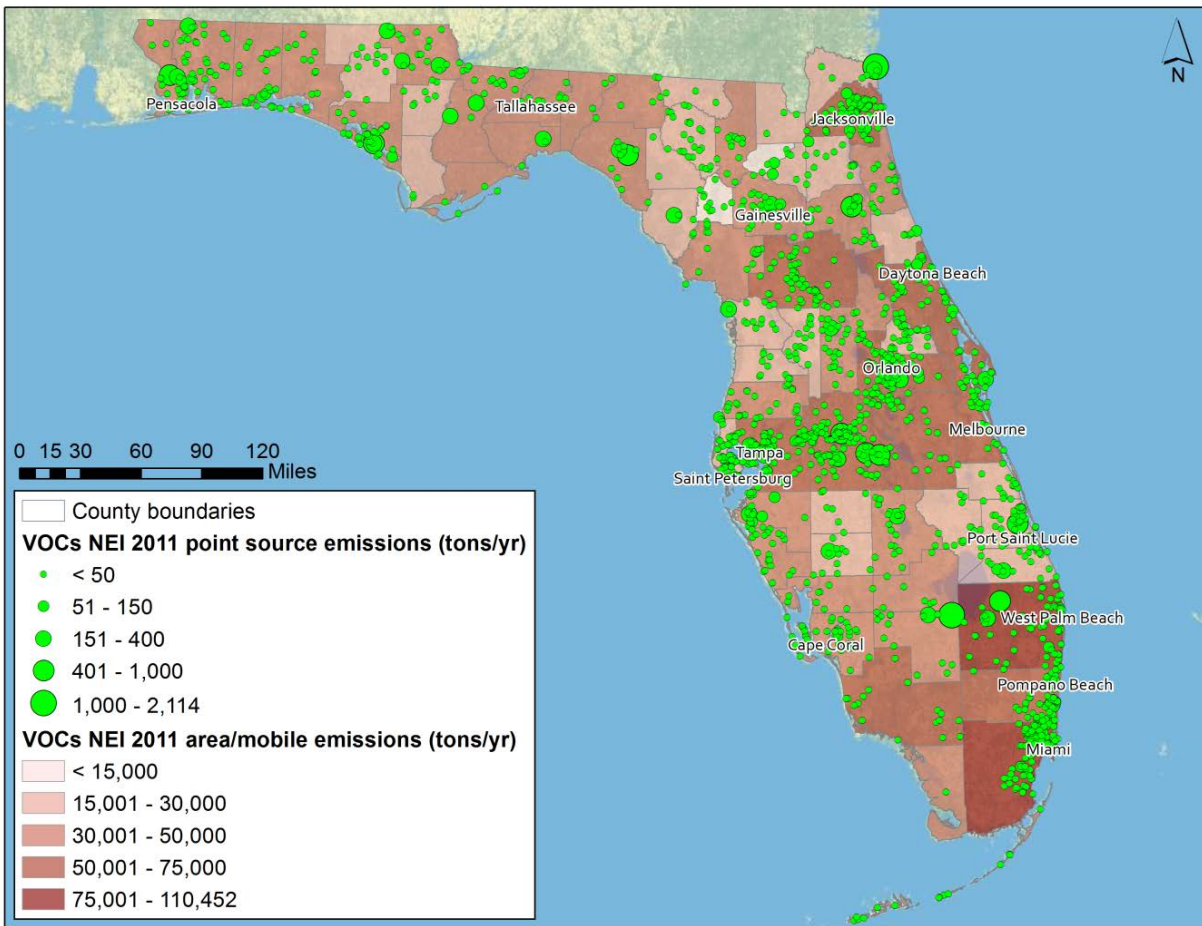 N
Pensacola
Tallahassee
Jacksonville
Gainesville
Daytona Beach
Orlando
Melbourne
Tampa
Saint Petersburg
Port Saint Lucie
West Palm Beach
Cape Coral
Pompano Beach
Miami
0 15 30 60 90 120
Miles
County boundaries
VOCs NEI 2011 point source emissions (tons/yr)
< 50
51 - 150
151 - 400
401 - 1,000
1,000 - 2,114
VOCs NEI 2011 area/mobile emissions (tons/yr)
< 15,000
15,001 - 30,000
30,001 - 50,000
50,001 - 75,000
75,001 - 110,452